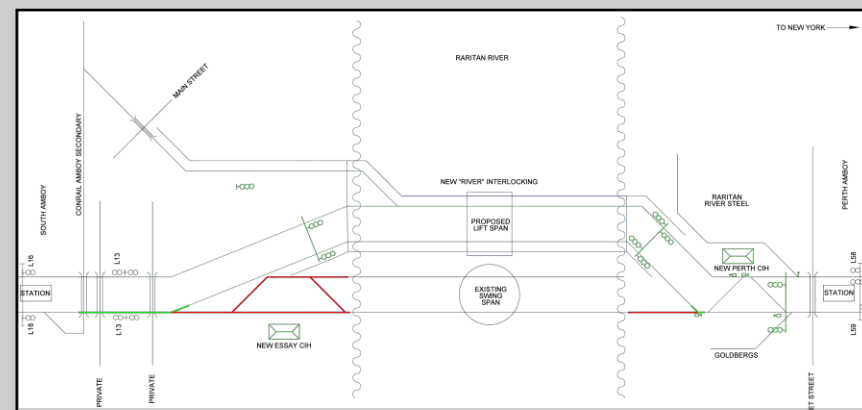 TO NEW YORK
RARITAN RIVER
MAIN STREET
CONRAIL AMBOY SECONDARY
SOUTH AMBOY
PERTH AMBOY
NEW "RIVER" INTERLOCKING
RARITAN
RIVER STEEL
PROPOSED
LIFT SPAN
L16
L13
L58
NEW PERTH CIH
STATION
EXISTING
SWING
SPAN
STATION
L18
L13
L59
NEW ESSAY CIH
GOLDBERGS
PRIVATE
PRIVATE
ET STREET